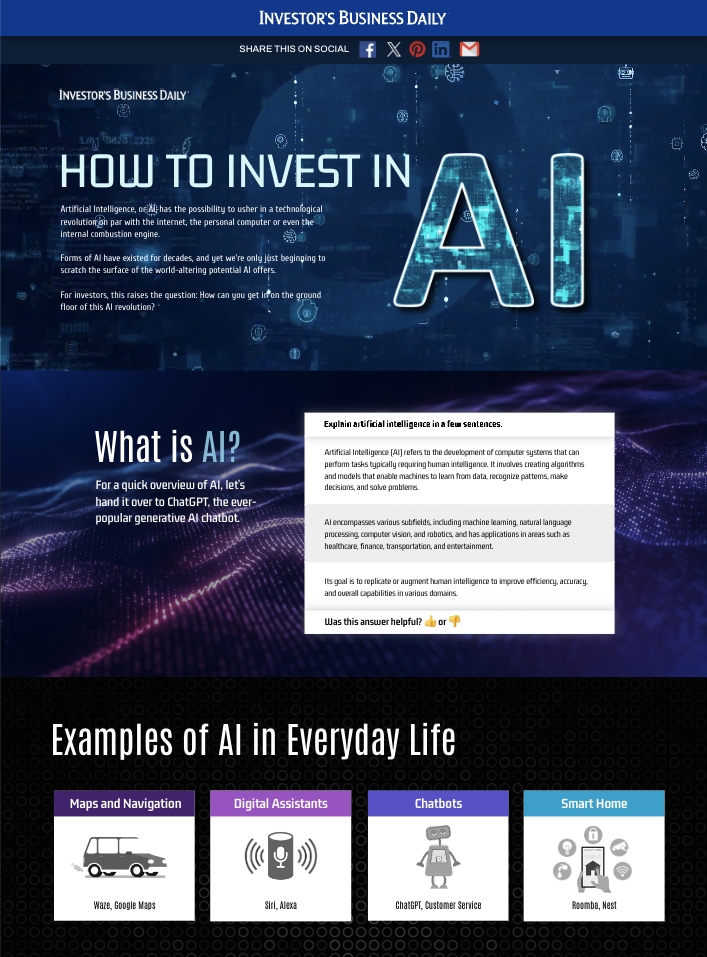 INVESTOR'S BUSINESS DAILY
SHARE THIS ON SOCIAL
INVESTOR'S BUSINESS DAILY
HOW TO INVEST IN AI
Artificial Intelligence, or AI, has the possibility to usher in a technological
revolution on par with the internet, the personal computer or even the
internal combustion engine.
Forms of AI have existed for decades, and yet we're only just beginning to
scratch the surface of the world-altering potential AI offers.
For investors, this raises the question: How can you get in on the ground
floor of this AI revolution?
What is AI?
For a quick overview of AI, let's
hand it over to ChatGPT, the ever-
popular generative AI chatbot.
Explain artificial intelligence in a few sentences.
Artificial Intelligence [AI] refers to the development of computer systems that can
perform tasks typically requiring human intelligence. It involves creating algorithms
and models that enable machines to learn from data, recognize patterns, make
decisions, and solve problems.
AI encompasses various subfields, including machine learning, natural language
processing, computer vision, and robotics, and has applications in areas such as
healthcare, finance, transportation, and entertainment.
Its goal is to replicate or augment human intelligence to improve efficiency, accuracy,
and overall capabilities in various domains.
Was this answer helpful? 👍 or 👎
Examples of AI in Everyday Life
Maps and Navigation
Waze, Google Maps
Digital Assistants
Siri, Alexa
Chatbots
ChatGPT, Customer Service
Smart Home
Roomba, Nest